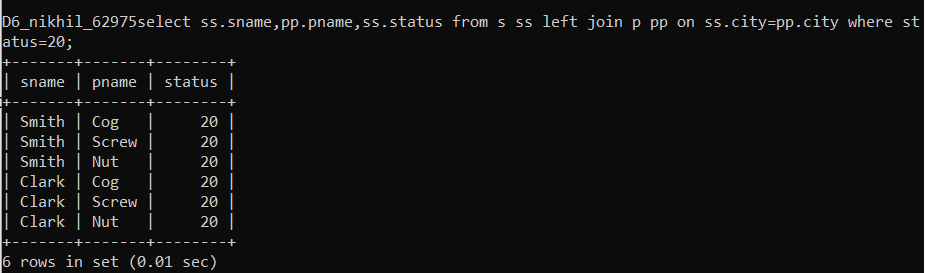 D6_nikhil_62975select ss.sname,pp.pname,ss.status from s ss left join p pp on ss.city=pp.city where st
atus=20;
+-------+-------+--------+
| sname | pname | status |
+-------+-------+--------+
| Smith | Cog   |     20 |
| Smith | Screw |     20 |
| Smith | Nut   |     20 |
| Clark | Cog   |     20 |
| Clark | Screw |     20 |
| Clark | Nut   |     20 |
+-------+-------+--------+
6 rows in set (0.01 sec)